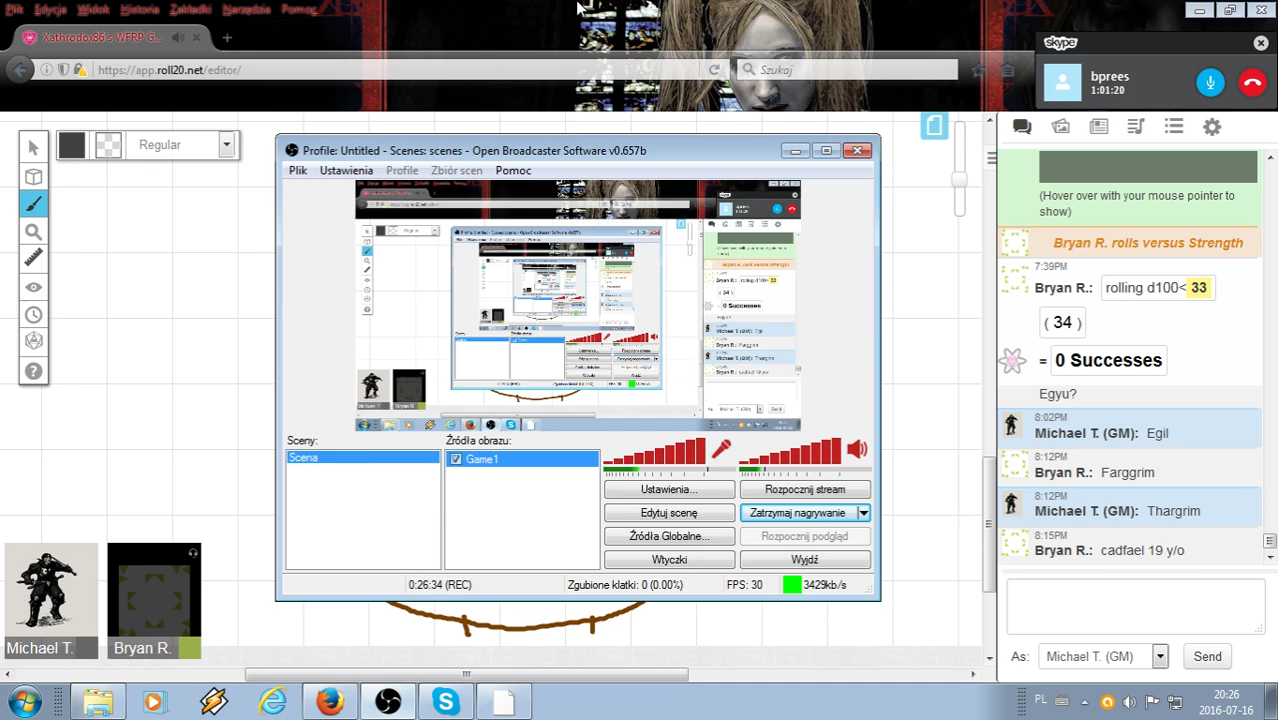 Plik Edycja Widok Historia Zakładki Narzędzia Pomoc
Xathrodox86's WFRP G...
https://app.roll20.net/editor/
Szukaj
skype
bprees
1:01:20
Regular
Profile: Untitled - Scenes: scenes - Open Broadcaster Software v0.657b
Plik Ustawienia Profile Zbiór scen Pomoc
Sceny:
Scena
Źródła obrazu:
Game1
Ustawienia...
Rozpocznij stream
Edytuj scenę
Zatrzymaj nagrywanie
Źródła Globalne...
Rozpocznij podgląd
Wtyczki
Wyjdź
0:26:34 (REC)
Zgubione klatki: 0 (0.00%)
FPS: 30
3429kb/s
(Hover over with your mouse pointer to
show)
Bryan R. rolls versus Strength
7:39PM
Bryan R.: rolling d100<33
(34)
= 0 Successes
Egyu?
8:02PM
Michael T. (GM): Egil
8:12PM
Bryan R.: Farggrim
8:12PM
Michael T. (GM): Thargrim
8:15PM
Bryan R.: cadfael 19 y/o
As: Michael T. (GM) Send
Michael T.
Bryan R.
PL
20:26
2016-07-16